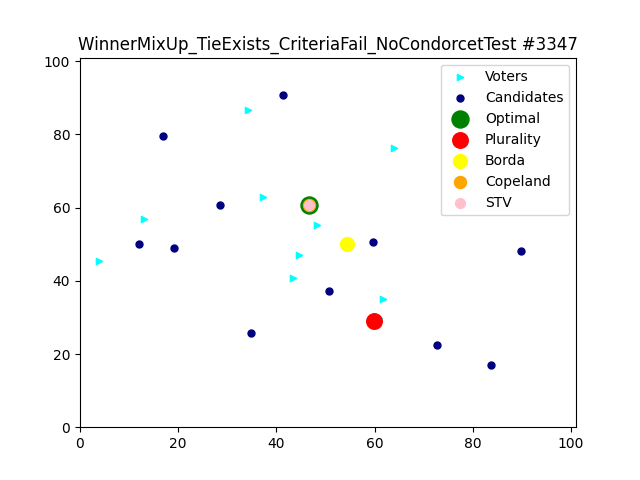 WinnerMixUp_TieExists_CriteriaFail_NoCondorcetTest #3347
Voters
Candidates
Optimal
Plurality
Borda
Copeland
STV
100
80
60
40
20
0
0 20 40 60 80 100